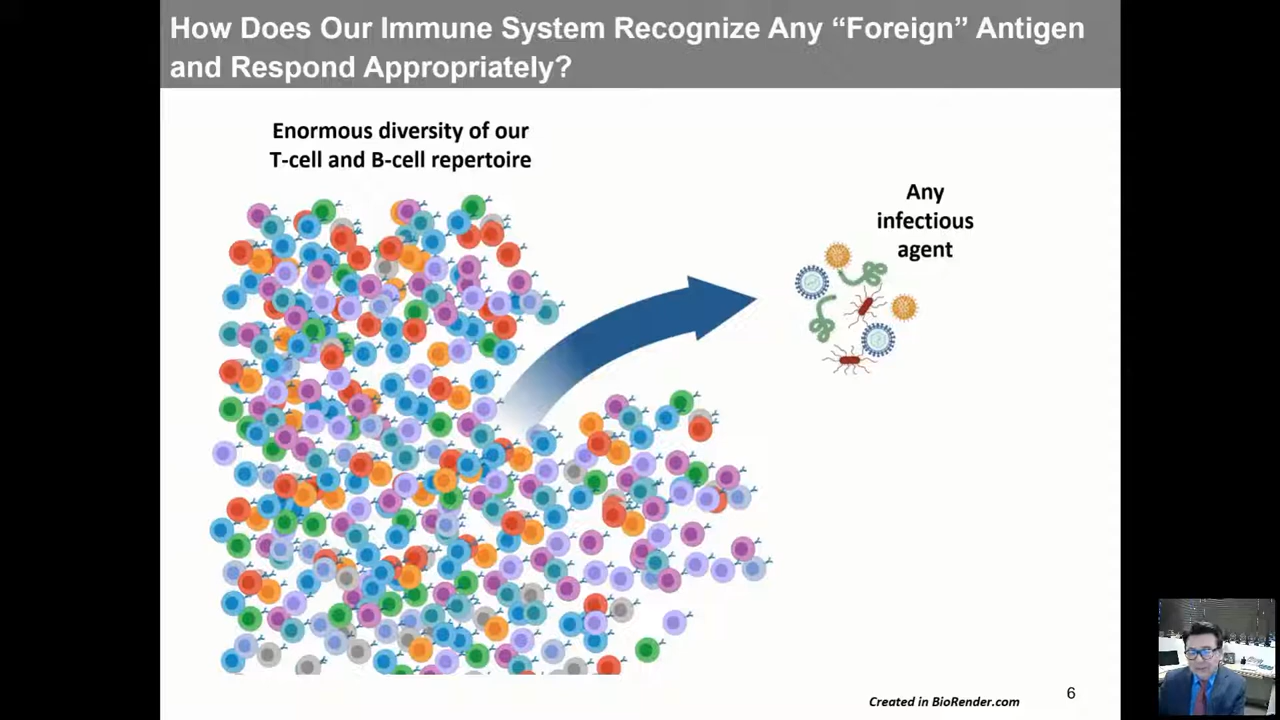 How Does Our Immune System Recognize Any “Foreign” Antigen
and Respond Appropriately?
Enormous diversity of our
T-cell and B-cell repertoire
Any
infectious
agent
Created in BioRender.com
6